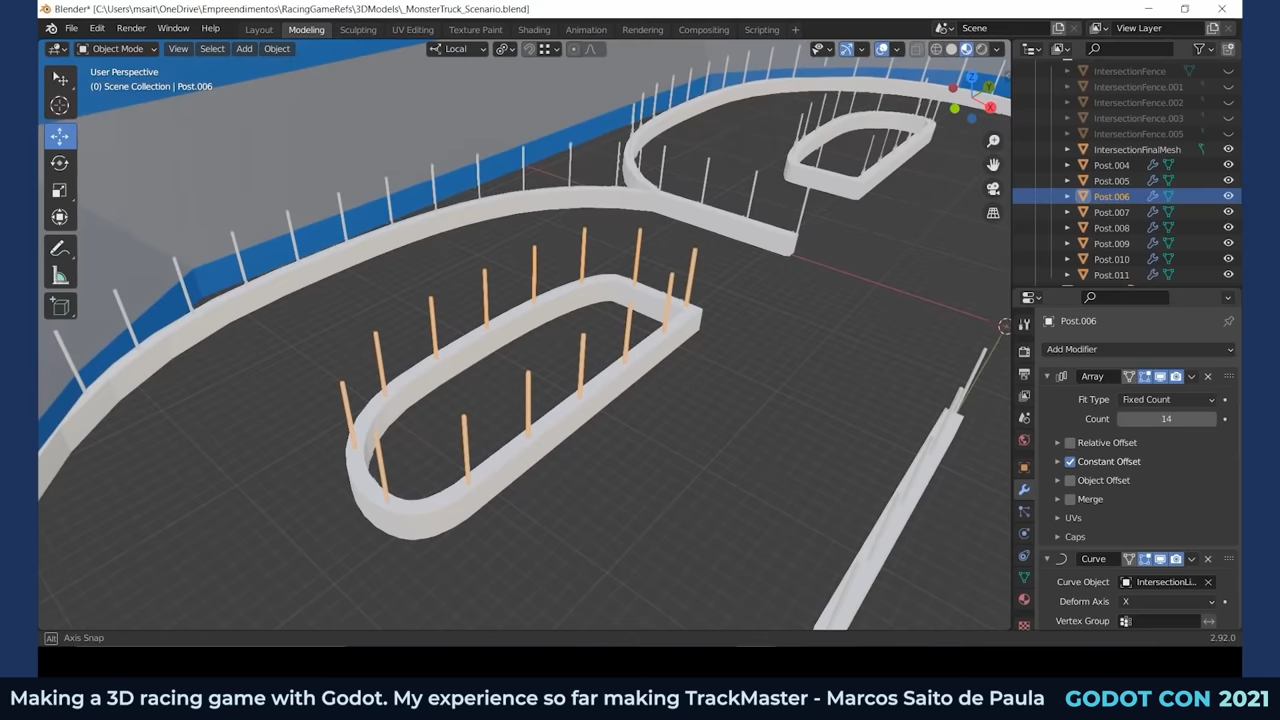 Blender* [C:\Users\msait\OneDrive\Empreendimentos\RacingGameRefs\3DModels\_MonsterTruck_Scenario.blend]
File Edit Render Window Help Layout Modeling Sculpting UV Editing Texture Paint Shading Animation Rendering Compositing Scripting + Scene View Layer
Object Mode View Select Add Object Local
User Perspective
(0) Scene Collection | Post.006
Z
Y
X
IntersectionFence
IntersectionFence.001
IntersectionFence.002
IntersectionFence.003
IntersectionFence.005
IntersectionFinalMesh
Post.004
Post.005
Post.006
Post.007
Post.008
Post.009
Post.010
Post.011
Post.006
Add Modifier
Array
Fit Type Fixed Count
Count 14
Relative Offset
Constant Offset
Object Offset
Merge
UVs
Caps
Curve
Curve Object IntersectionLi...
Deform Axis X
Vertex Group
Alt Axis Snap 2.92.0
Making a 3D racing game with Godot. My experience so far making TrackMaster - Marcos Saito de Paula GODOT CON 2021